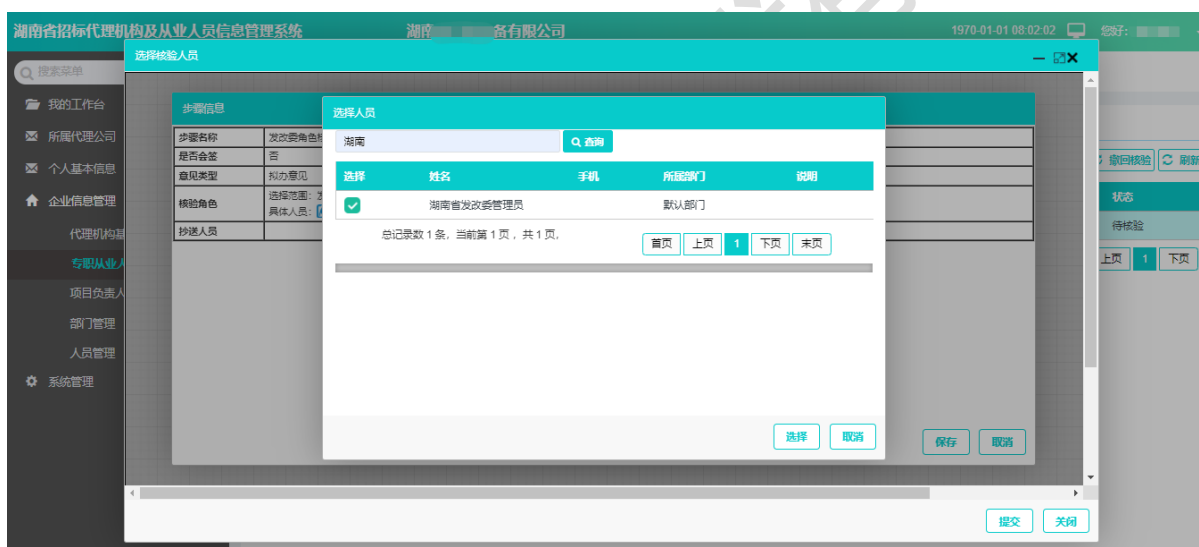 湖南省招标代理机构及从业人员信息管理系统 湖南 备有限公司 1970-01-01 08:02:02 您好:
选择核验人员
搜素菜单
我的工作台
所属代理公司
个人基本信息
企业信息管理
代理机构基
专职从业人
项目负责人
部门管理
人员管理
系统管理
步骤信息
步骤名称 发改委角色
是否会签 否
意见类型 拟办意见
核验角色 选择范围:
具体人员:
抄送人员
选择人员
湖南 查询
选择 姓名 手机 所属部门 说明
湖南省发改委管理员 默认部门
总记录数 1 条,当前第 1 页 ,共 1 页,
首页 上页 1 下页 末页
选择 取消
保存 取消
提交 关闭
撤回核验 刷新
状态
待核验
上页 1 下页